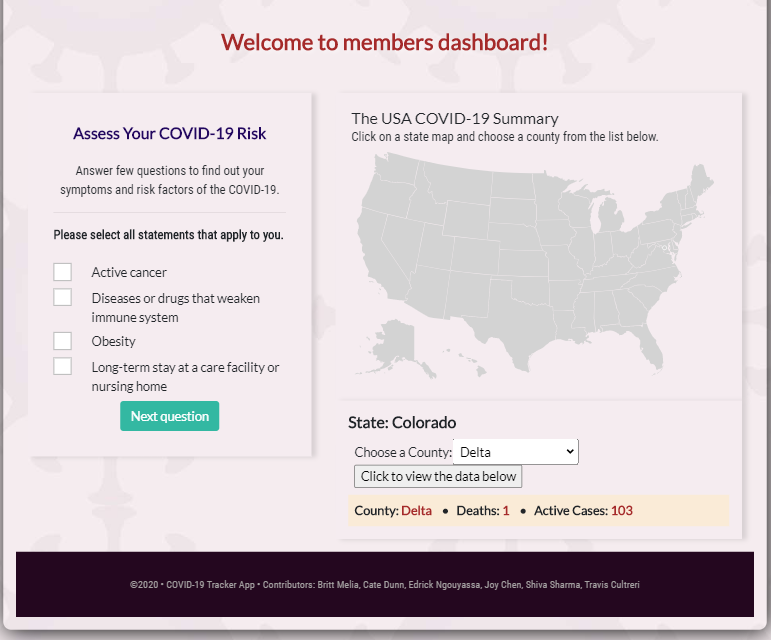 Welcome to members dashboard!
Assess Your COVID-19 Risk
Answer few questions to find out your
symptoms and risk factors of the COVID-19.
Please select all statements that apply to you.
Active cancer
Diseases or drugs that weaken
immune system
Obesity
Long-term stay at a care facility or
nursing home
Next question
The USA COVID-19 Summary
Click on a state map and choose a county from the list below.
State: Colorado
Choose a County: Delta
Click to view the data below
County: Delta • Deaths: 1 • Active Cases: 103
©2020 • COVID-19 Tracker App • Contributors: Britt Melia, Cate Dunn, Edrick Ngouyassa, Joy Chen, Shiva Sharma, Travis Cultreri